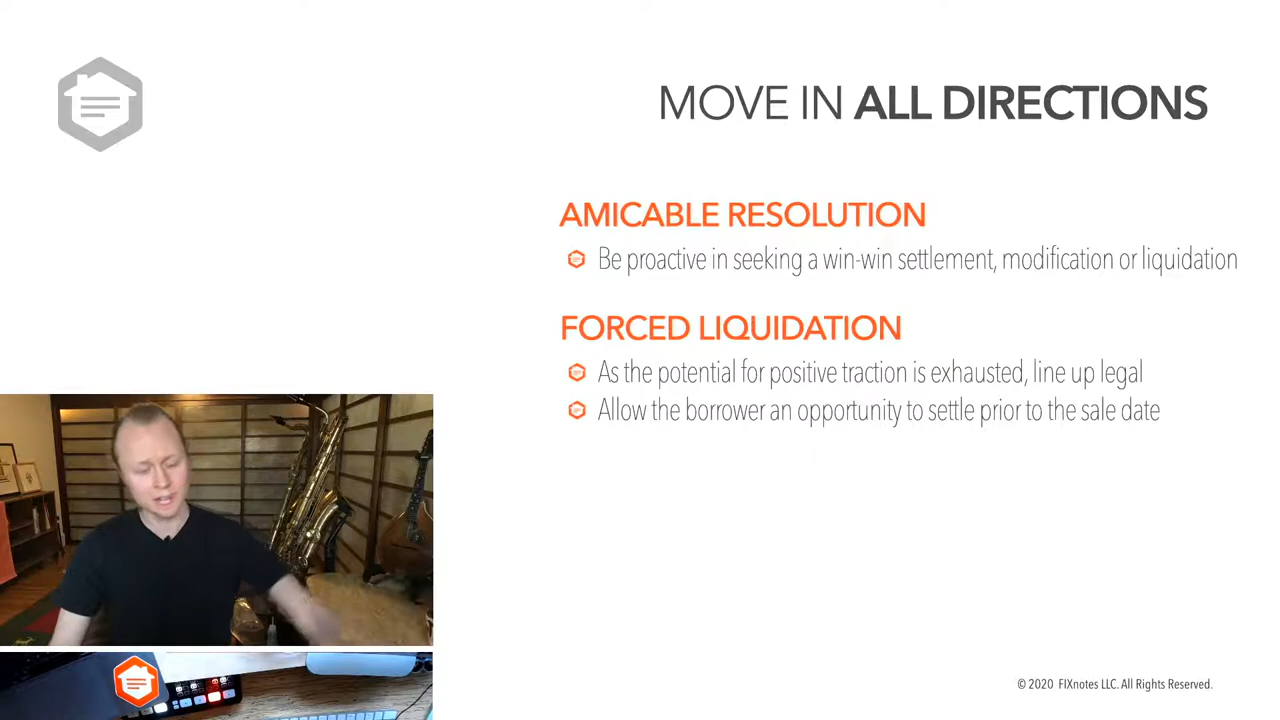 MOVE IN ALL DIRECTIONS
AMICABLE RESOLUTION
Be proactive in seeking a win-win settlement, modification or liquidation
FORCED LIQUIDATION
As the potential for positive traction is exhausted, line up legal
Allow the borrower an opportunity to settle prior to the sale date
© 2020 FIXnotes LLC. All Rights Reserved.